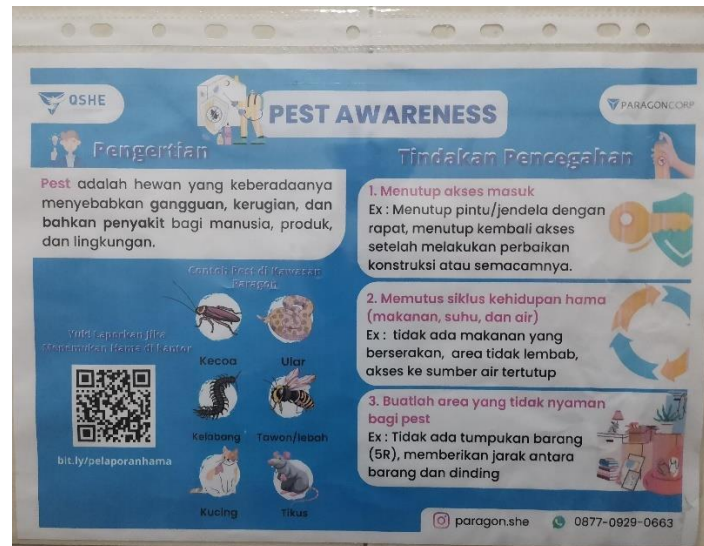 QSHE
PEST AWARENESS
PARAGONCORP
Pengertian
Pest adalah hewan yang keberadaanya
menyebabkan gangguan, kerugian, dan
bahkan penyakit bagi manusia, produk,
dan lingkungan.
Contoh Pest di Kawasan
Paragon
Kecoa
Ular
Kelabang
Tawon/lebah
Kucing
Tikus
Yuk! Laporkan Jika
Menemukan Hama di Kantor
bit.ly/pelaporanhama
Tindakan Pencegahan
1. Menutup akses masuk
Ex : Menutup pintu/jendela dengan
rapat, menutup kembali akses
setelah melakukan perbaikan
konstruksi atau semacamnya.
2. Memutus siklus kehidupan hama
(makanan, suhu, dan air)
Ex : tidak ada makanan yang
berserakan, area tidak lembab,
akses ke sumber air tertutup
3. Buatlah area yang tidak nyaman
bagi pest
Ex : Tidak ada tumpukan barang
(5R), memberikan jarak antara
barang dan dinding
paragon.she
0877-0929-0663